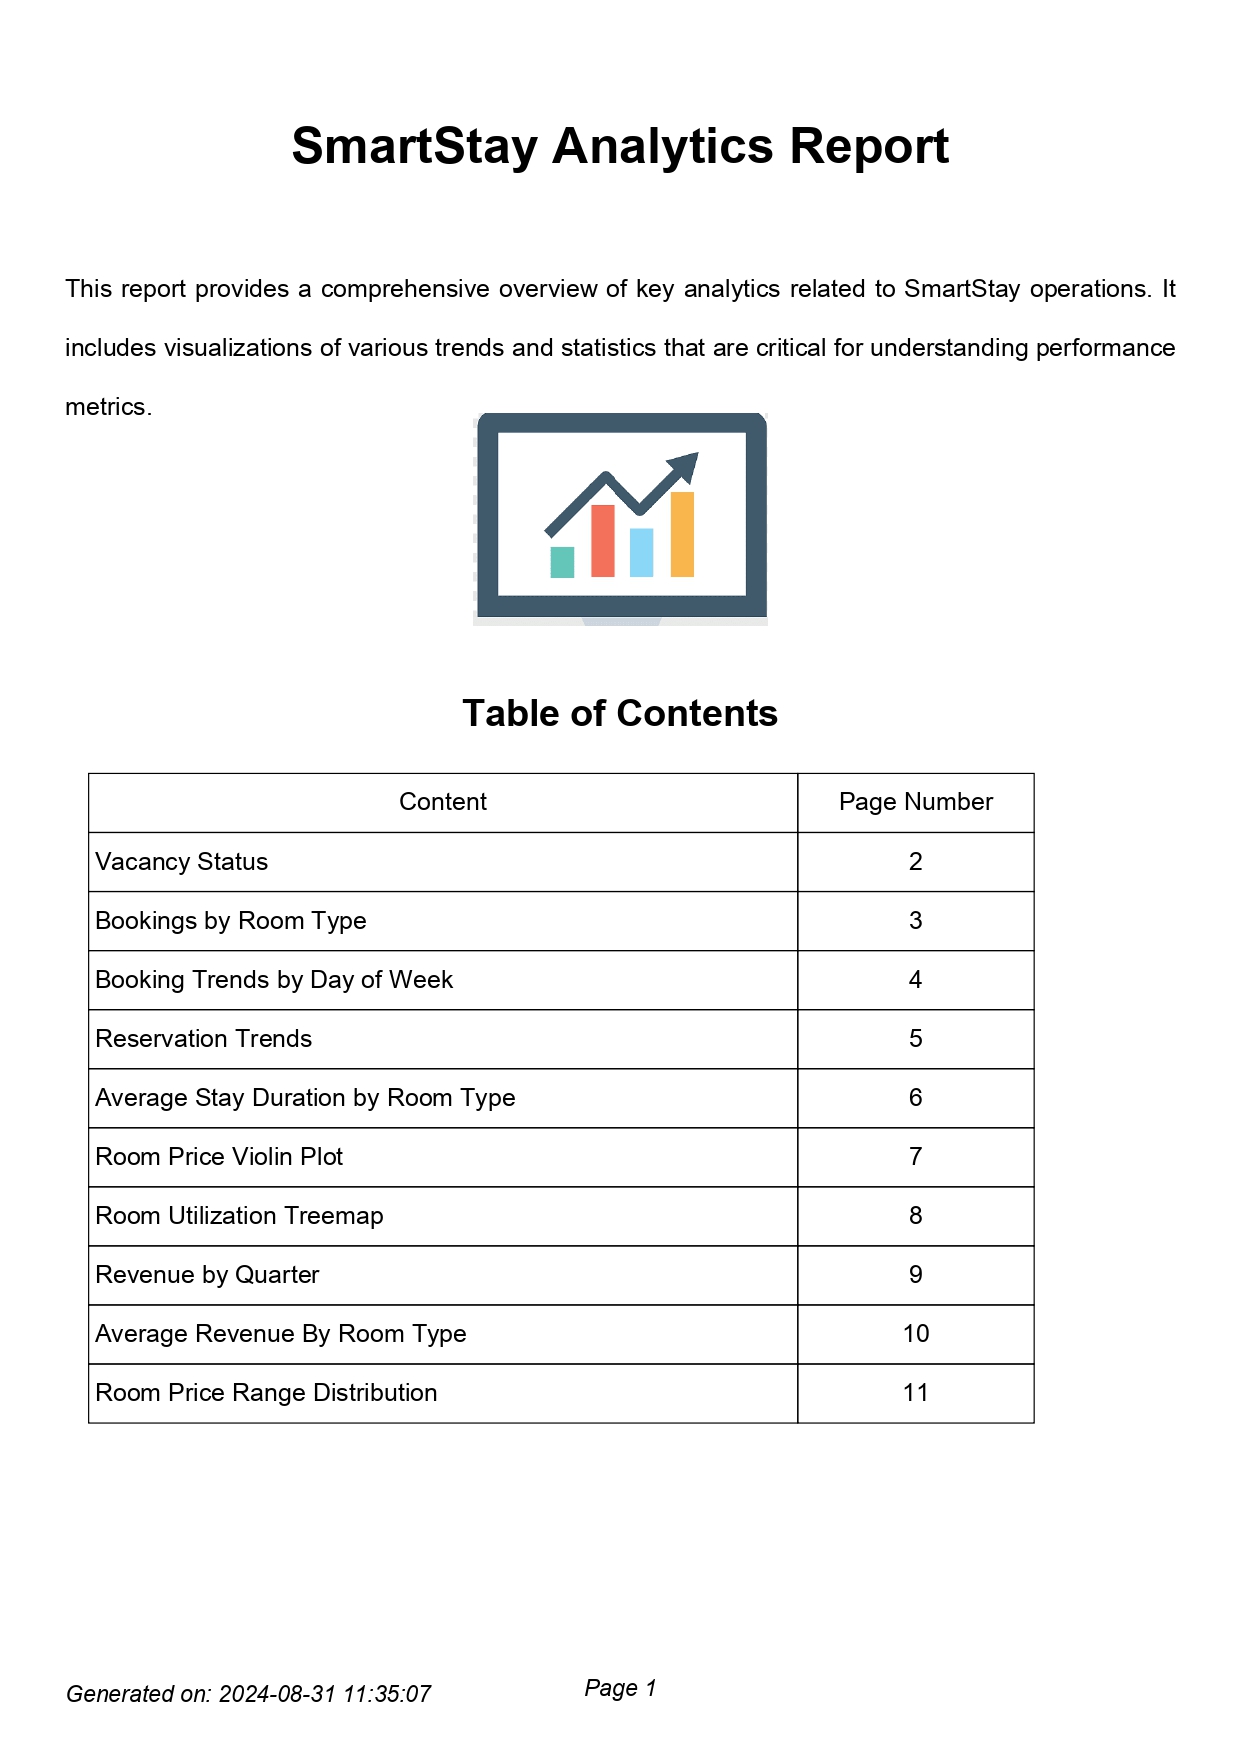 SmartStay Analytics Report
This report provides a comprehensive overview of key analytics related to SmartStay operations. It
includes visualizations of various trends and statistics that are critical for understanding performance
metrics.
Table of Contents
Content Page Number
Vacancy Status 2
Bookings by Room Type 3
Booking Trends by Day of Week 4
Reservation Trends 5
Average Stay Duration by Room Type 6
Room Price Violin Plot 7
Room Utilization Treemap 8
Revenue by Quarter 9
Average Revenue By Room Type 10
Room Price Range Distribution 11
Generated on: 2024-08-31 11:35:07 Page 1